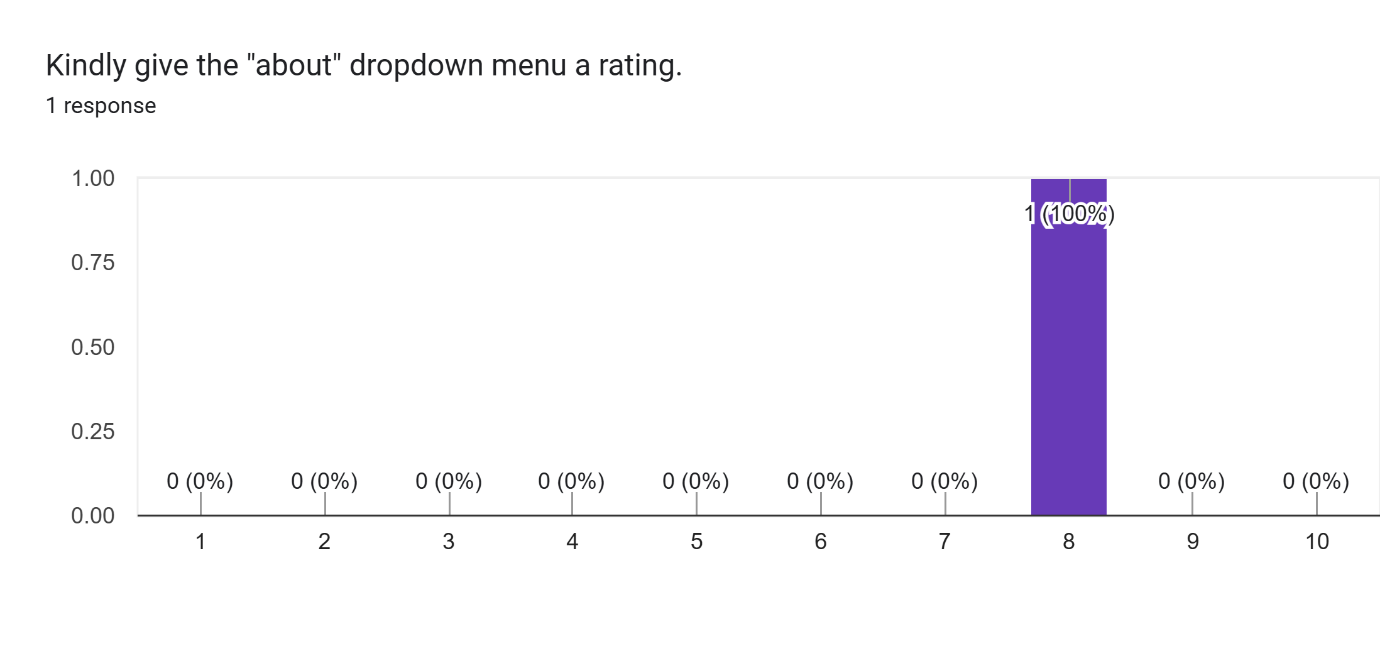 Kindly give the "about" dropdown menu a rating.
1 response
1.00
1 (100%)
0.75
0.50
0.25
0 (0%) 0 (0%) 0 (0%) 0 (0%) 0 (0%) 0 (0%) 0 (0%) 0 (0%) 0 (0%)
0.00
1 2 3 4 5 6 7 8 9 10